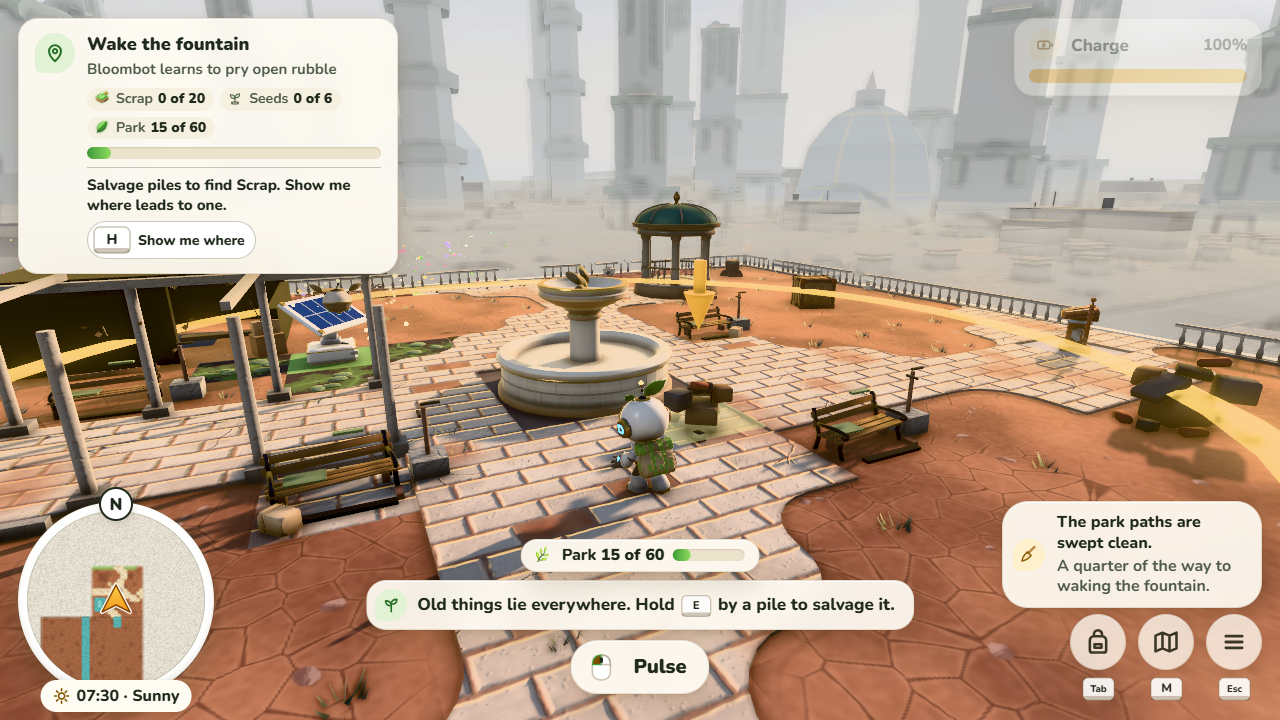 Wake the fountain
Bloombot learns to pry open rubble
Scrap 0 of 20
Seeds 0 of 6
Park 15 of 60
Salvage piles to find Scrap. Show me
where leads to one.
H Show me where
Charge 100%
N
07:30 · Sunny
Park 15 of 60
Old things lie everywhere. Hold E by a pile to salvage it.
Pulse
The park paths are
swept clean.
A quarter of the way to
waking the fountain.
Tab
M
Esc